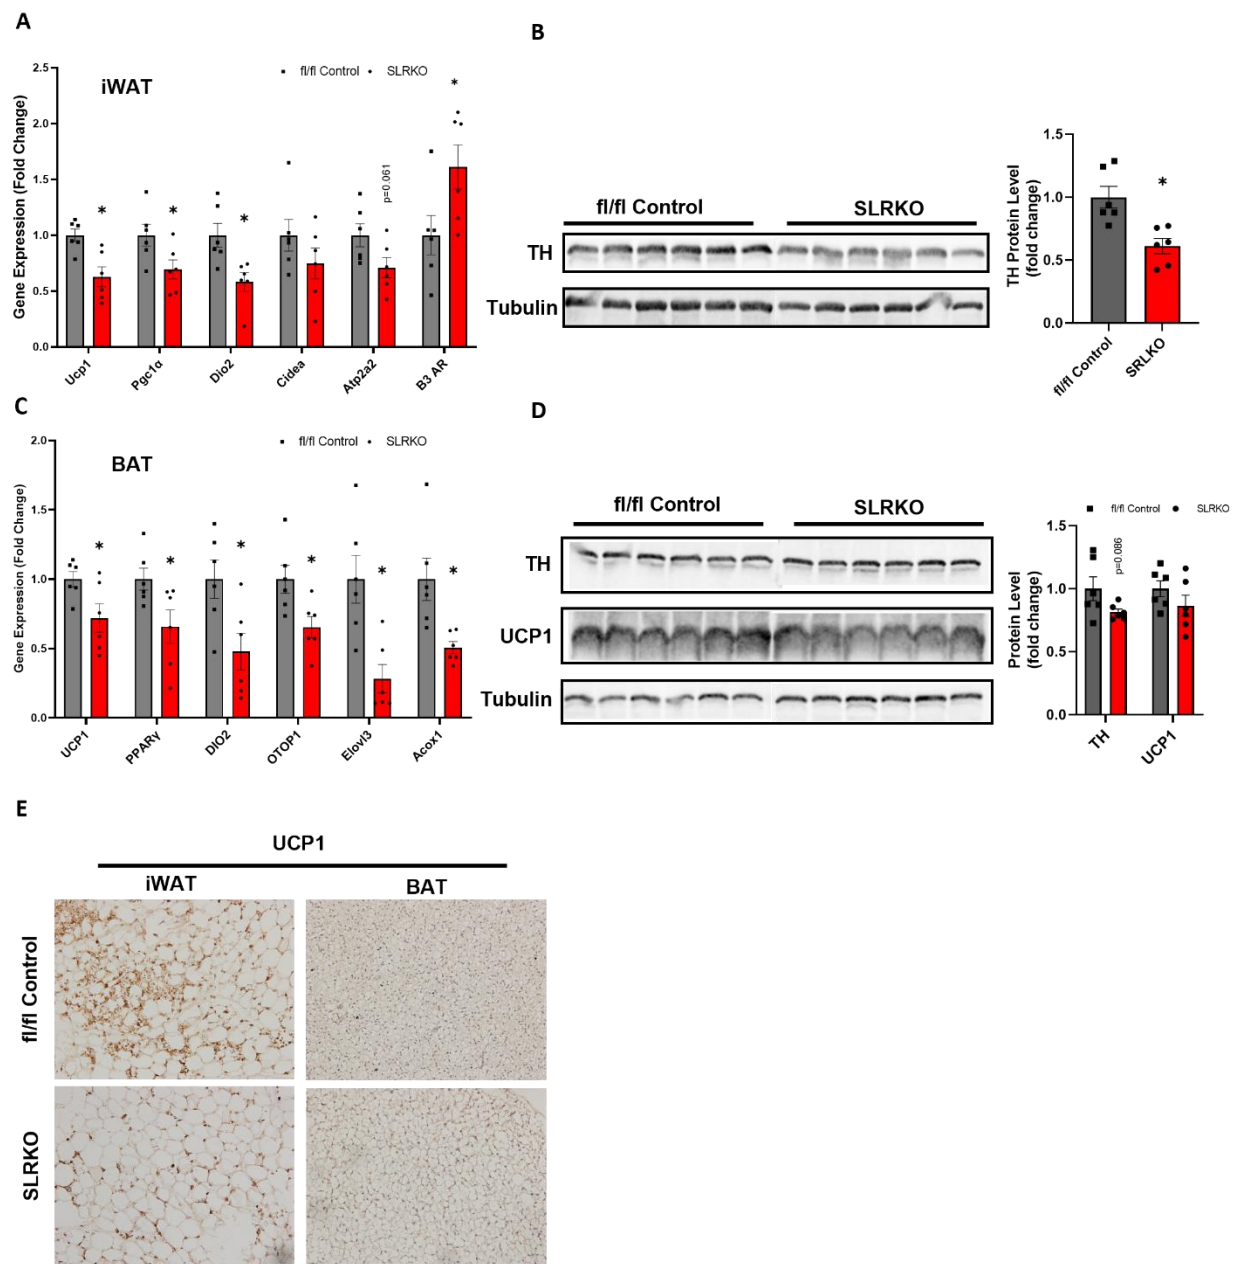 A
iWAT
fl/fl Control SLRKO
Gene Expression (Fold Change)
2.5
2.0
1.5
1.0
0.5
0.0
* * * p=0.061 *
Ucp1 Pgc1α Dio2 Cidea Atp2a2 B3 AR
B
fl/fl Control SLRKO
TH
Tubulin
TH Protein Level
(fold change)
1.5
1.0
0.5
0.0
*
fl/fl Control SRLKO
C
BAT
fl/fl Control SLRKO
Gene Expression (Fold Change)
2.0
1.5
1.0
0.5
0.0
* * * * * *
UCP1 PPARγ DIO2 OTOP1 Elovl3 Acox1
D
fl/fl Control SLRKO
TH
UCP1
Tubulin
fl/fl Control SLRKO
Protein Level
(fold change)
1.5
1.0
0.5
0.0
p=0.086
TH UCP1
E
UCP1
iWAT BAT
fl/fl Control
SLRKO